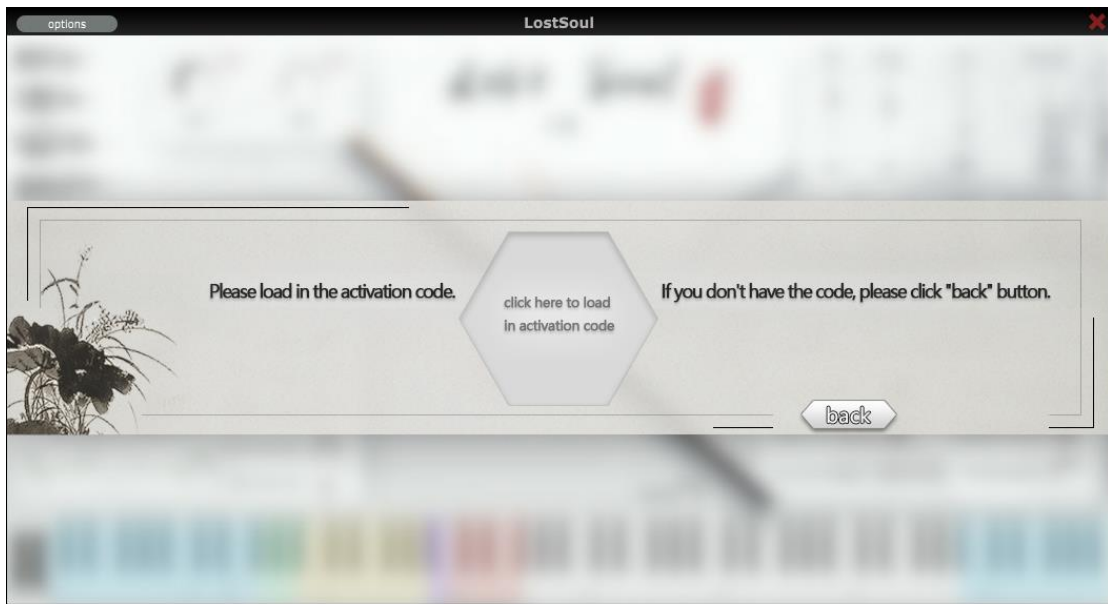 options
LostSoul
Please load in the activation code.
click here to load
in activation code
If you don't have the code, please click "back" button.
back